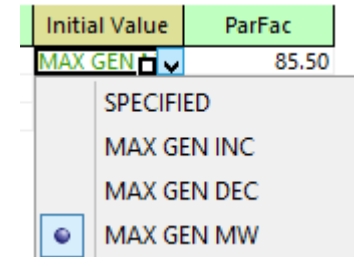 Initial Value ParFac
MAX GEN 85.50
SPECIFIED
MAX GEN INC
MAX GEN DEC
MAX GEN MW